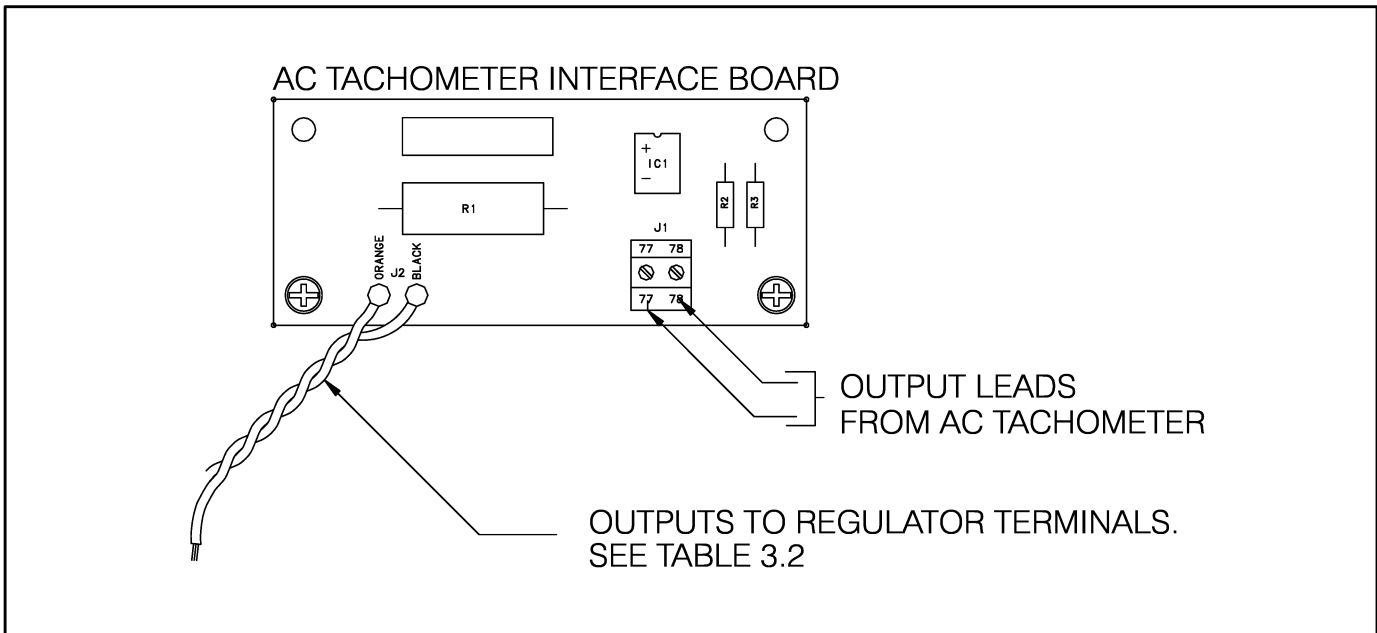 AC TACHOMETER INTERFACE BOARD
+
IC1
−
R1
R2
R3
J1
77 78
ORANGE
J2
BLACK
77 78
OUTPUT LEADS
FROM AC TACHOMETER
OUTPUTS TO REGULATOR TERMINALS.
SEE TABLE 3.2